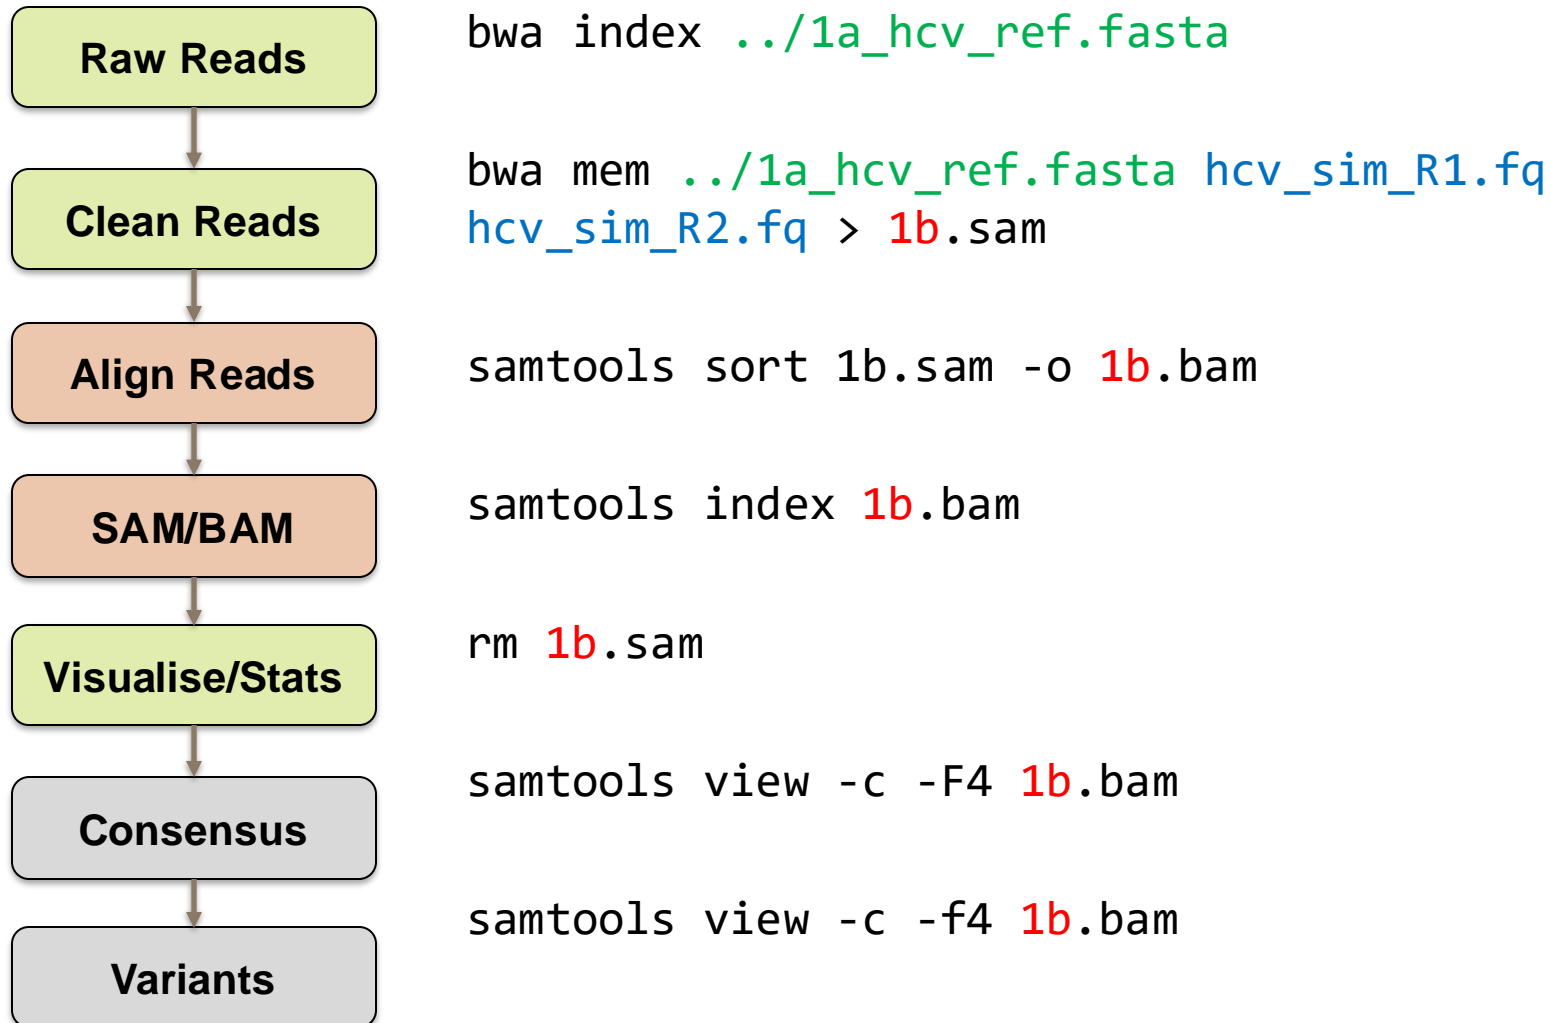 Raw Reads
Clean Reads
Align Reads
SAM/BAM
Visualise/Stats
Consensus
Variants
bwa index ../1a_hcv_ref.fasta
bwa mem ../1a_hcv_ref.fasta hcv_sim_R1.fq
hcv_sim_R2.fq > 1b.sam
samtools sort 1b.sam -o 1b.bam
samtools index 1b.bam
rm 1b.sam
samtools view -c -F4 1b.bam
samtools view -c -f4 1b.bam